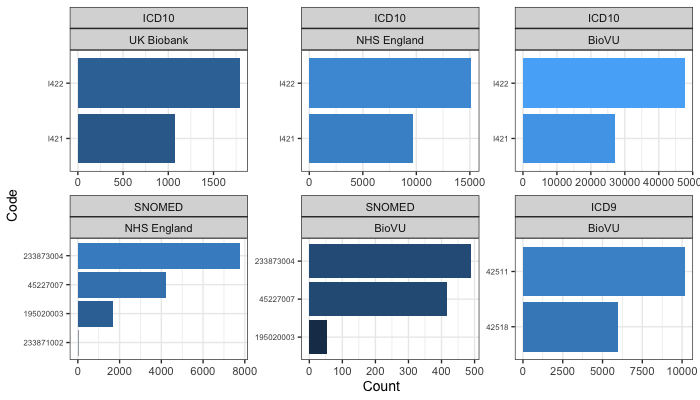 ICD10
UK Biobank
I422
I421
0 500 1000 1500
ICD10
NHS England
I422
I421
0 5000 10000 15000
ICD10
BioVU
I422
I421
0 10000 20000 30000 40000 5000
Code
SNOMED
NHS England
233873004
45227007
195020003
233871002
0 2000 4000 6000 8000
SNOMED
BioVU
233873004
45227007
195020003
0 100 200 300 400 500
ICD9
BioVU
42511
42518
0 2500 5000 7500 10000
Count